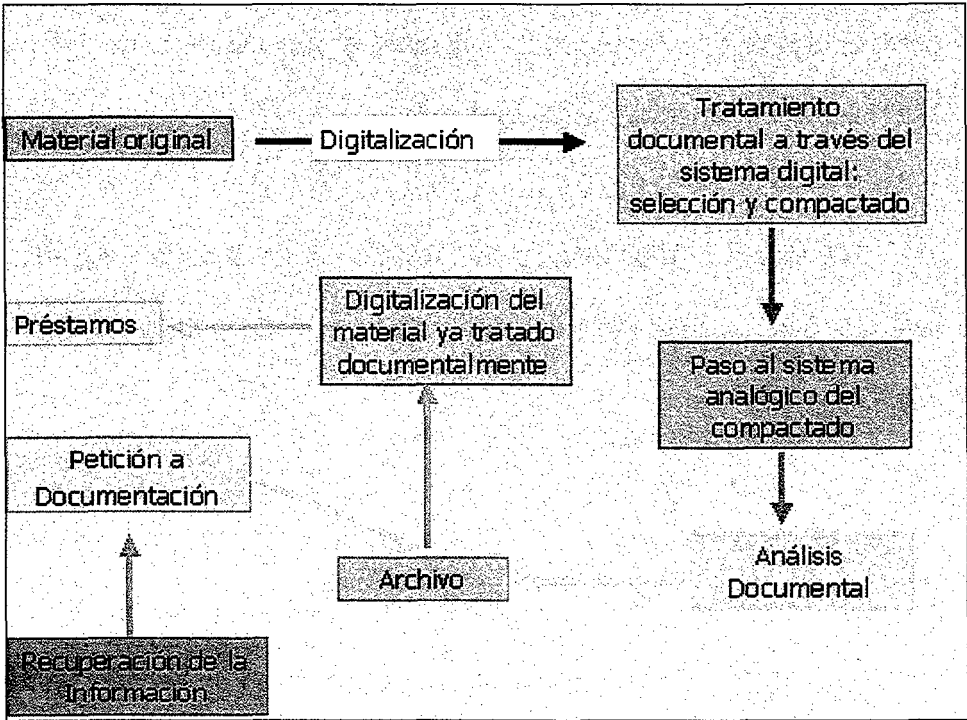 Material original
Digitalización
Tratamiento
documental a través del
sistema digital:
selección y compactado
Préstamos
Digitalización del
material ya tratado
documentalmente
Paso al sistema
analógico del
compactado
Petición a
Documentación
Archivo
Análisis
Documental
Recuperación de la
Información